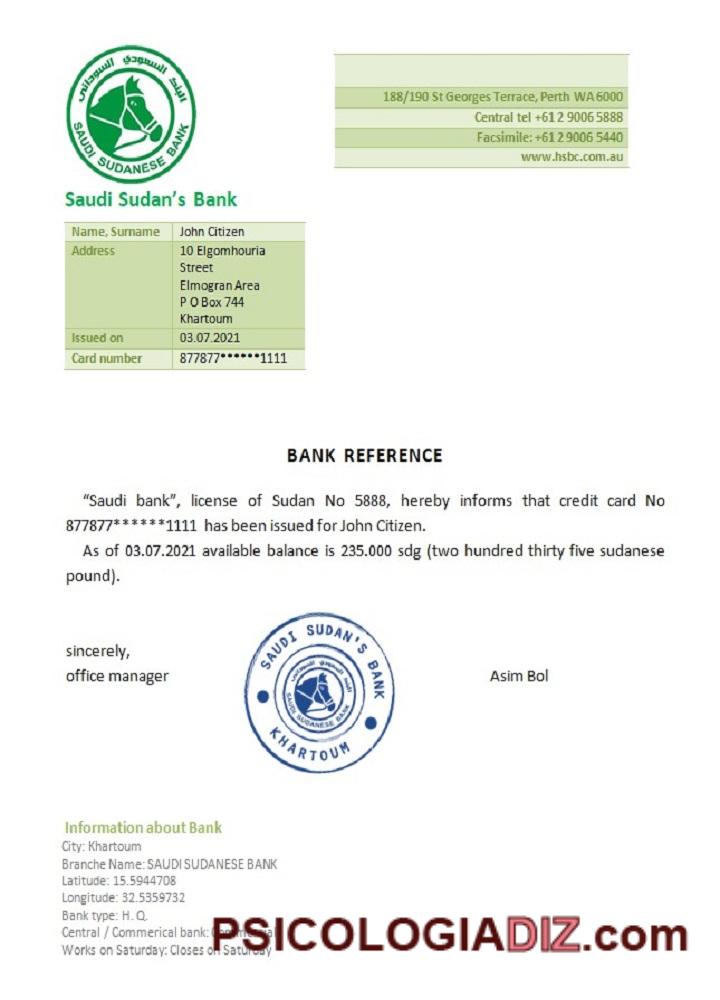 البنك السعودي السوداني
SAUDI SUDANESE BANK
188/190 St Georges Terrace, Perth WA 6000
Central tel +61 2 9006 5888
Facsimile: +61 2 9006 5440
www.hsbc.com.au
Saudi Sudan's Bank
Name, Surname John Citizen
Address 10 Elgomhouria
Street
Elmogran Area
P O Box 744
Khartoum
Issued on 03.07.2021
Card number 877877******1111
BANK REFERENCE
“Saudi bank”, license of Sudan No 5888, hereby informs that credit card No
877877******1111 has been issued for John Citizen.
As of 03.07.2021 available balance is 235.000 sdg (two hundred thirty five sudanese
pound).
sincerely,
office manager
Asim Bol
SAUDI SUDAN'S BANK
البنك السعودي السوداني
SAUDI SUDANESE BANK
KHARTOUM
Information about Bank
City: Khartoum
Branche Name: SAUDI SUDANESE BANK
Latitude: 15.5944708
Longitude: 32.5359732
Bank type: H. Q.
Central / Commerical bank: Commercial
Works on Saturday: Closes on Saturday
PSICOLOGIADIZ.com